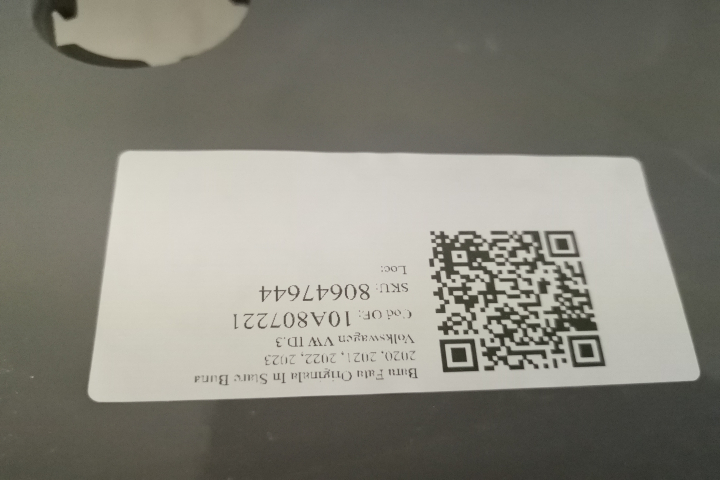 Bara Fata Originala In Stare Buna
2020, 2021, 2022, 2023
Volkswagen VW ID.3
Cod OE: 10A807221
SKU: 80647644
Loc: